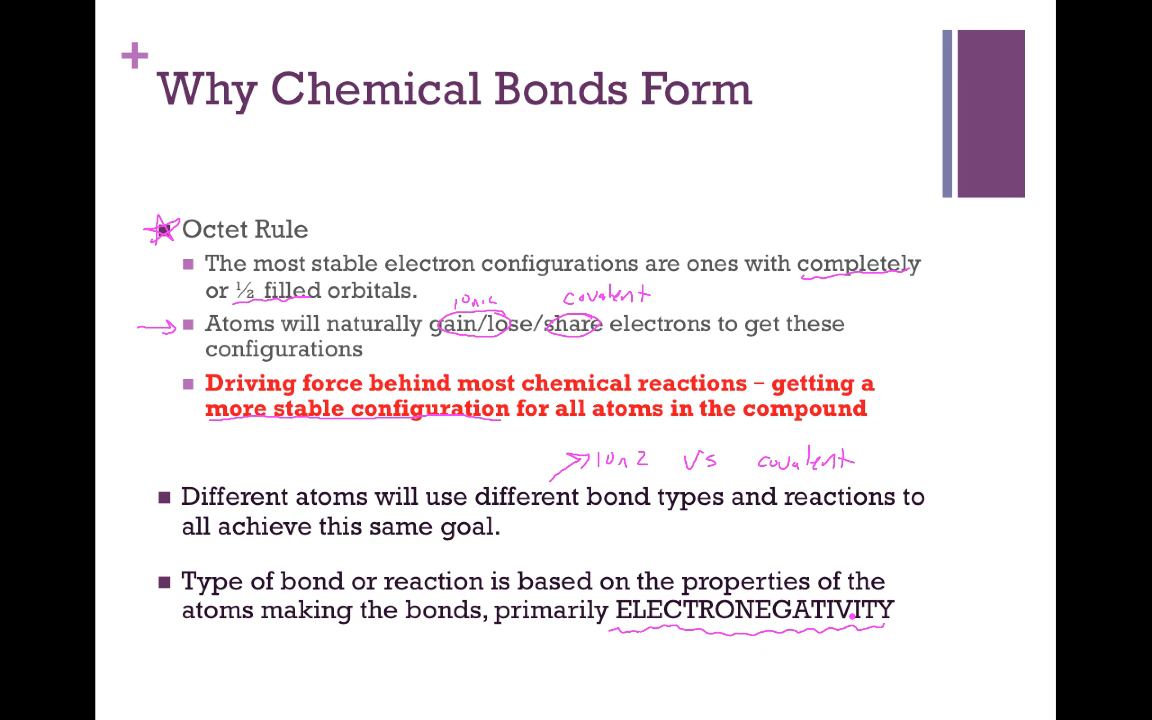 +
Why Chemical Bonds Form
Octet Rule
The most stable electron configurations are ones with completely
or ½ filled orbitals.
ionic covalent
Atoms will naturally gain/lose/share electrons to get these
configurations
Driving force behind most chemical reactions – getting a
more stable configuration for all atoms in the compound
vs covalent
Different atoms will use different bond types and reactions to
all achieve this same goal.
Type of bond or reaction is based on the properties of the
atoms making the bonds, primarily ELECTRONEGATIVITY